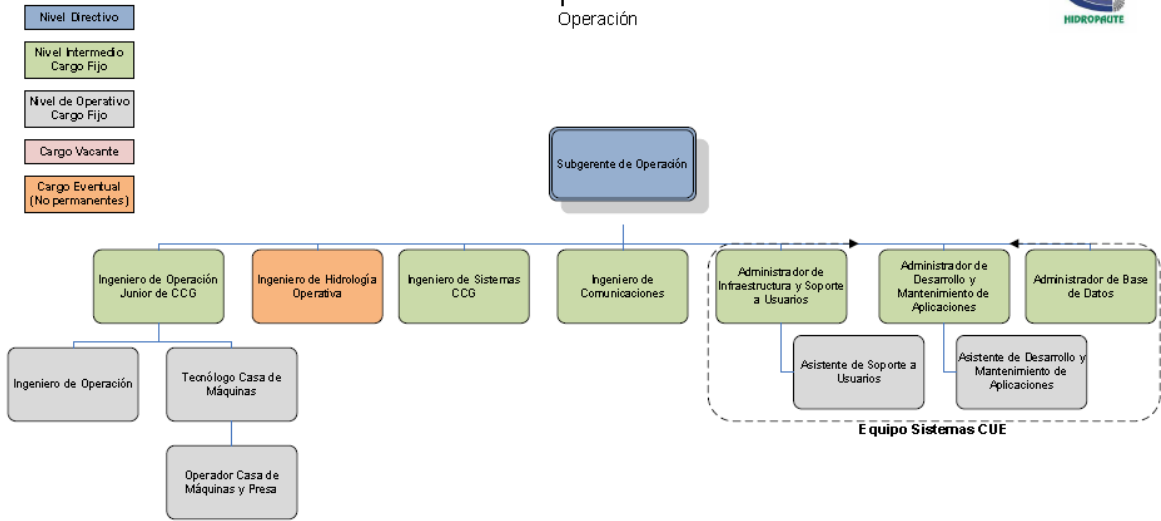 Nivel Directivo
Operación
HIDROPAUTE
Nivel Intermedio
Cargo Fijo
Nivel de Operativo
Cargo Fijo
Cargo Vacante
Cargo Eventual
(No permanentes)
Subgerente de Operación
Ingeniero de Operación
Junior de CCG
Ingeniero de Hidrología
Operativa
Ingeniero de Sistemas
CCG
Ingeniero de
Comunicaciones
Administrador de
Infraestructura y Soporte
a Usuarios
Administrador de
Desarrollo y
Mantenimiento de
Aplicaciones
Administrador de Base
de Datos
Ingeniero de Operación
Tecnólogo Casa de
Máquinas
Asistente de Soporte a
Usuarios
Asistente de Desarrollo y
Mantenimiento de
Aplicaciones
Equipo Sistemas CUE
Operador Casa de
Máquinas y Presa